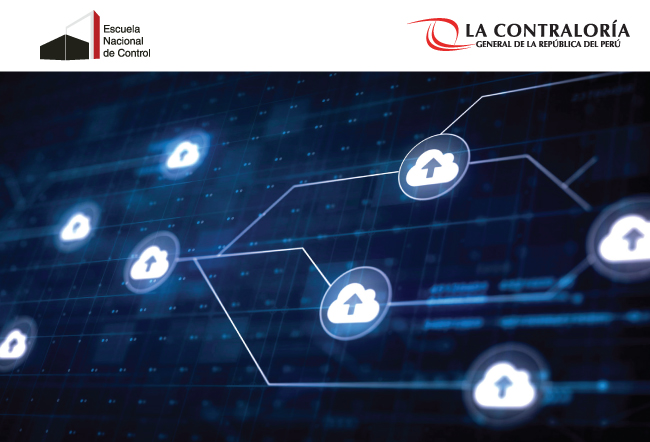 Escuela
Nacional
de Control
LA CONTRALORÍA
GENERAL DE LA REPÚBLICA DEL PERÚ